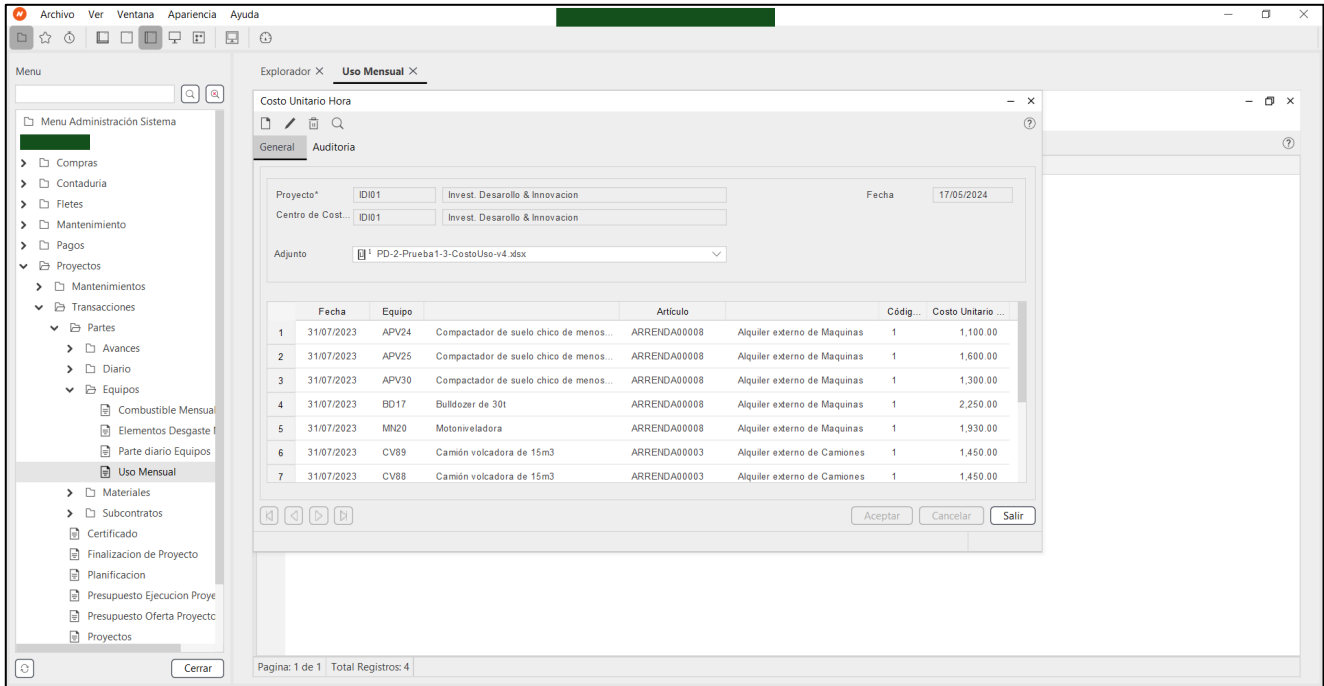 Archivo Ver Ventana Apariencia Ayuda
Menu
Menu Administración Sistema
Compras
Contaduria
Fletes
Mantenimiento
Pagos
Proyectos
Mantenimientos
Transacciones
Partes
Avances
Diario
Equipos
Combustible Mensual
Elementos Desgaste
Parte diario Equipos
Uso Mensual
Materiales
Subcontratos
Certificado
Finalizacion de Proyecto
Planificacion
Presupuesto Ejecucion Proye
Presupuesto Oferta Proyecto
Proyectos
Cerrar
Explorador Uso Mensual
Costo Unitario Hora
General Auditoria
Proyecto* IDI01 Invest. Desarollo & Innovacion Fecha 17/05/2024
Centro de Cost... IDI01 Invest. Desarollo & Innovacion
Adjunto 1 PD-2-Prueba1-3-CostoUso-v4.xlsx
Fecha Equipo Artículo Códig... Costo Unitario ...
1 31/07/2023 APV24 Compactador de suelo chico de menos... ARRENDA00008 Alquiler externo de Maquinas 1 1,100.00
2 31/07/2023 APV25 Compactador de suelo chico de menos... ARRENDA00008 Alquiler externo de Maquinas 1 1,600.00
3 31/07/2023 APV30 Compactador de suelo chico de menos... ARRENDA00008 Alquiler externo de Maquinas 1 1,300.00
4 31/07/2023 BD17 Bulldozer de 30t ARRENDA00008 Alquiler externo de Maquinas 1 2,250.00
5 31/07/2023 MN20 Motoniveladora ARRENDA00008 Alquiler externo de Maquinas 1 1,930.00
6 31/07/2023 CV89 Camión volcadora de 15m3 ARRENDA00003 Alquiler externo de Camiones 1 1,450.00
7 31/07/2023 CV88 Camión volcadora de 15m3 ARRENDA00003 Alquiler externo de Camiones 1 1,450.00
Aceptar Cancelar Salir
Pagina: 1 de 1 Total Registros: 4